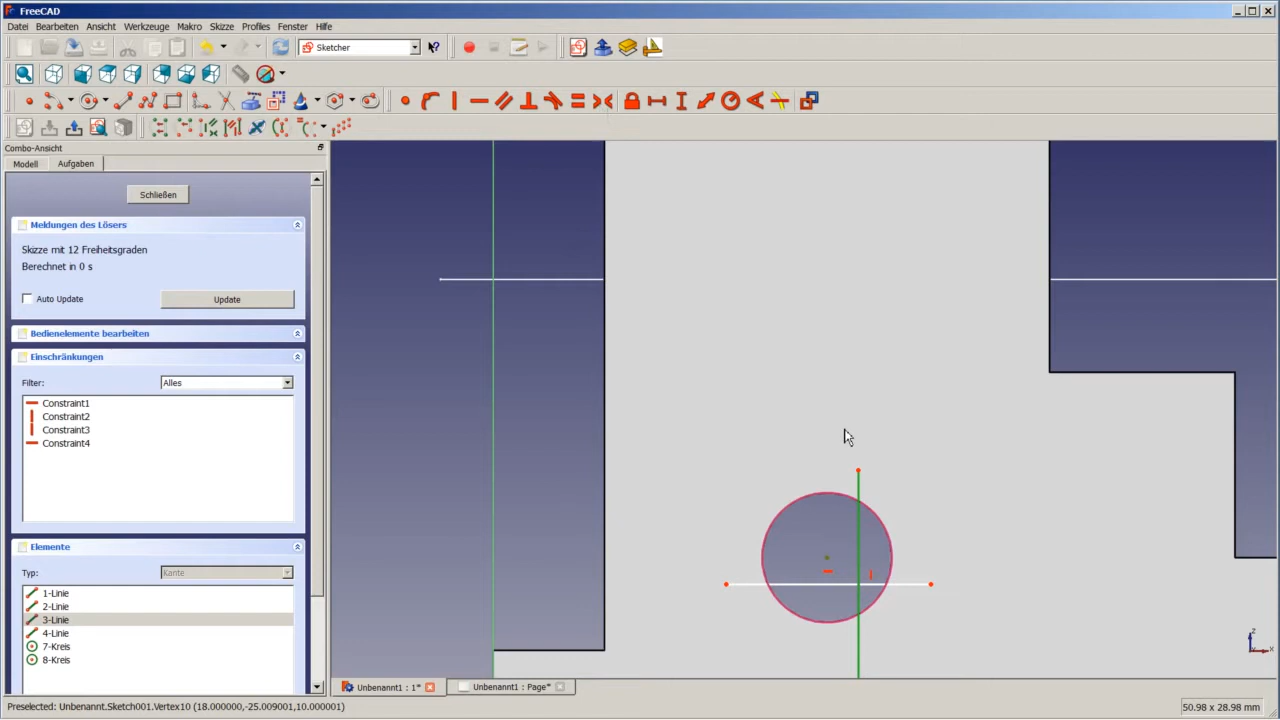 FreeCAD
Datei Bearbeiten Ansicht Werkzeuge Makro Skizze Profiles Fenster Hilfe
Sketcher
Combo-Ansicht
Modell Aufgaben
Schließen
Meldungen des Lösers
Skizze mit 12 Freiheitsgraden
Berechnet in 0 s
Auto Update Update
Bedienelemente bearbeiten
Einschränkungen
Filter: Alles
Constraint1
Constraint2
Constraint3
Constraint4
Elemente
Typ: Kante
1-Linie
2-Linie
3-Linie
4-Linie
7-Kreis
8-Kreis
Unbenannt1 : 1* Unbenannt1 : Page*
Preselected: Unbenannt.Sketch001.Vertex10 (18.000000,-25.009001,10.000001) 50.98 x 28.98 mm